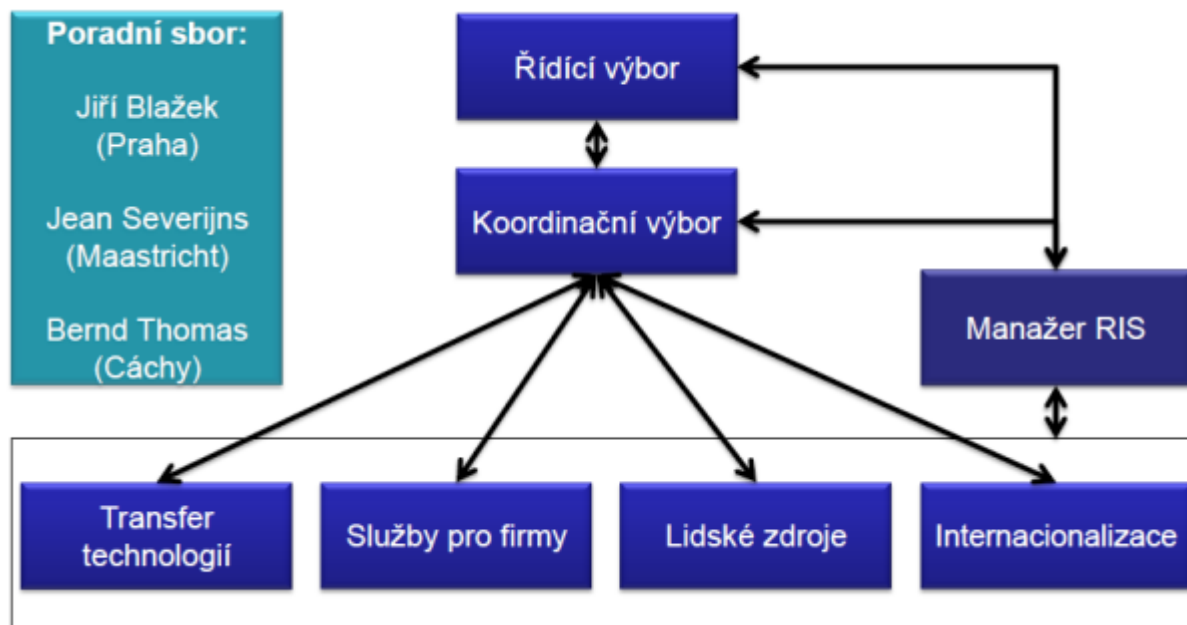 Poradní sbor:
Jiří Blažek
(Praha)
Jean Severijns
(Maastricht)
Bernd Thomas
(Cáchy)
Řídící výbor
Koordinační výbor
Manažer RIS
Transfer
technologií
Služby pro firmy
Lidské zdroje
Internacionalizace